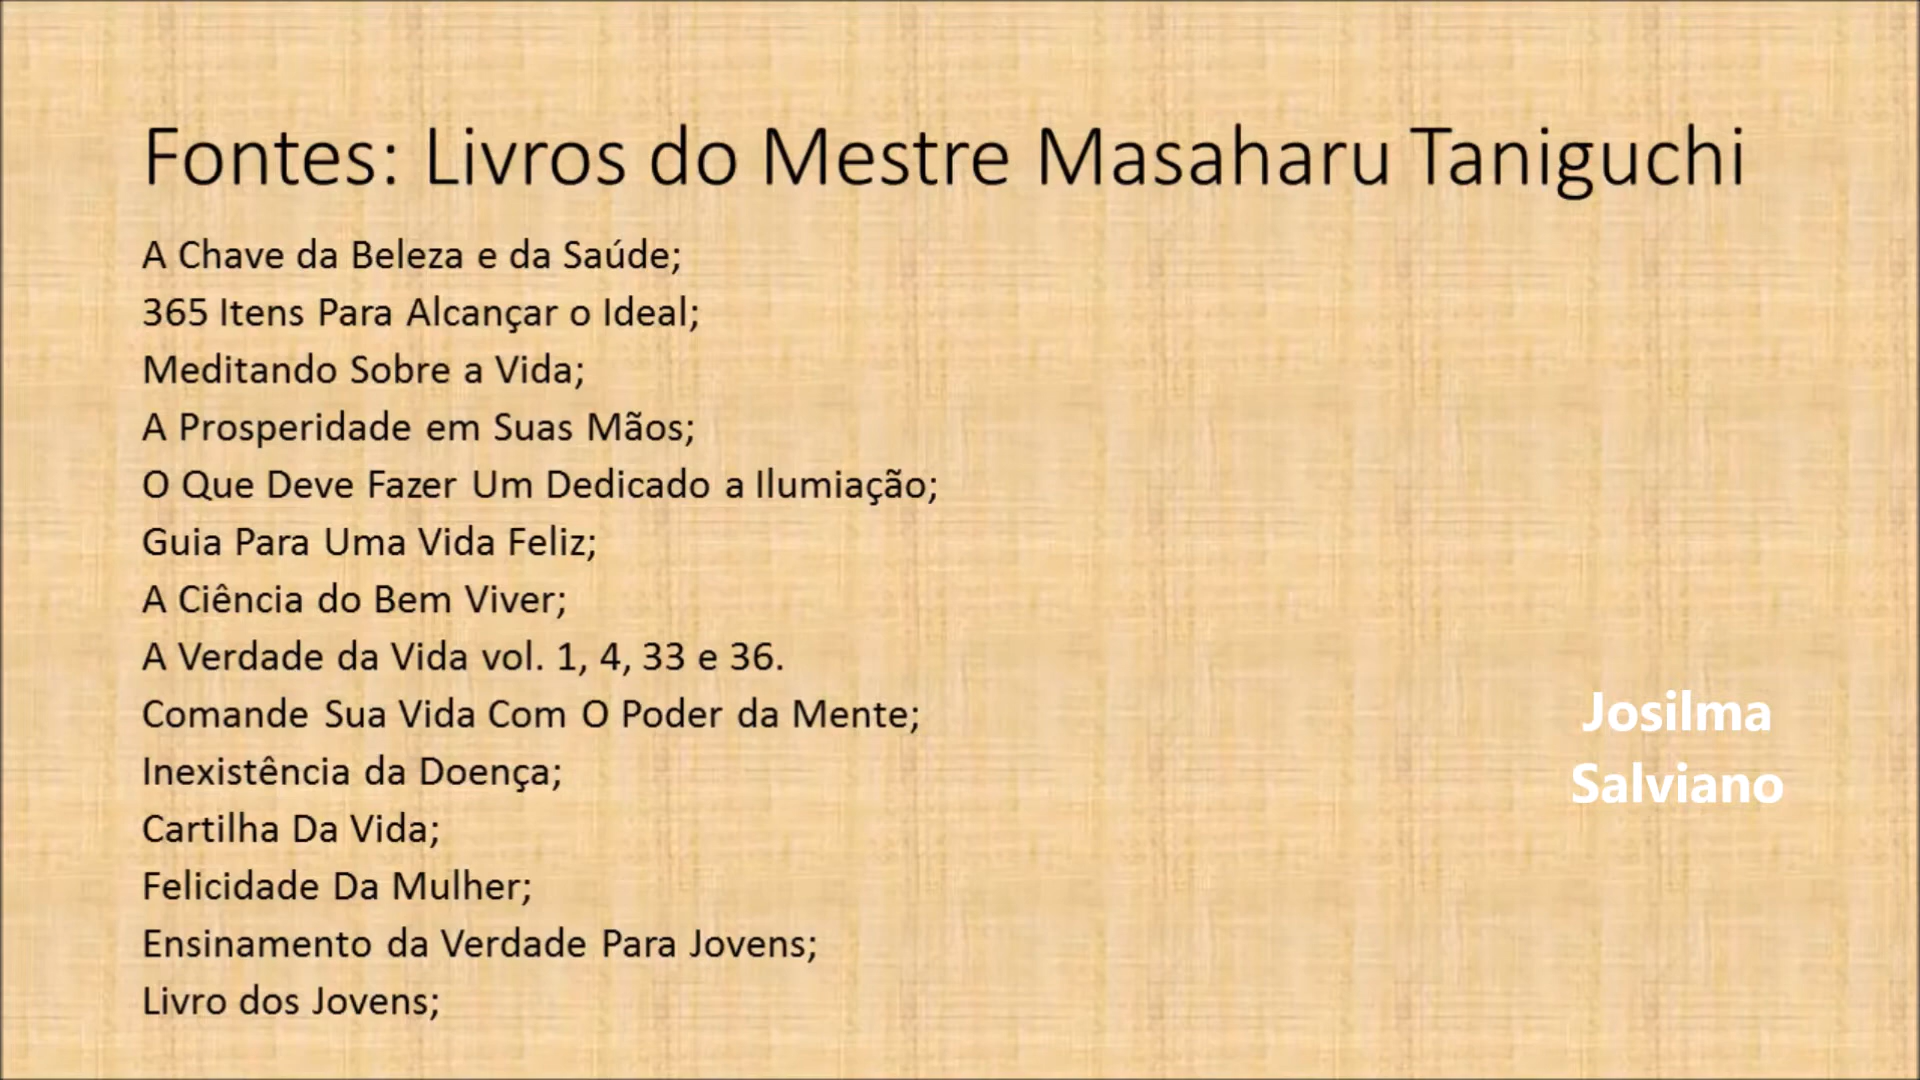 Fontes: Livros do Mestre Masaharu Taniguchi
A Chave da Beleza e da Saúde;
365 Itens Para Alcançar o Ideal;
Meditando Sobre a Vida;
A Prosperidade em Suas Mãos;
O Que Deve Fazer Um Dedicado a Ilumiação;
Guia Para Uma Vida Feliz;
A Ciência do Bem Viver;
A Verdade da Vida vol. 1, 4, 33 e 36.
Comande Sua Vida Com O Poder da Mente;
Inexistência da Doença;
Cartilha Da Vida;
Felicidade Da Mulher;
Ensinamento da Verdade Para Jovens;
Livro dos Jovens;
Josilma
Salviano